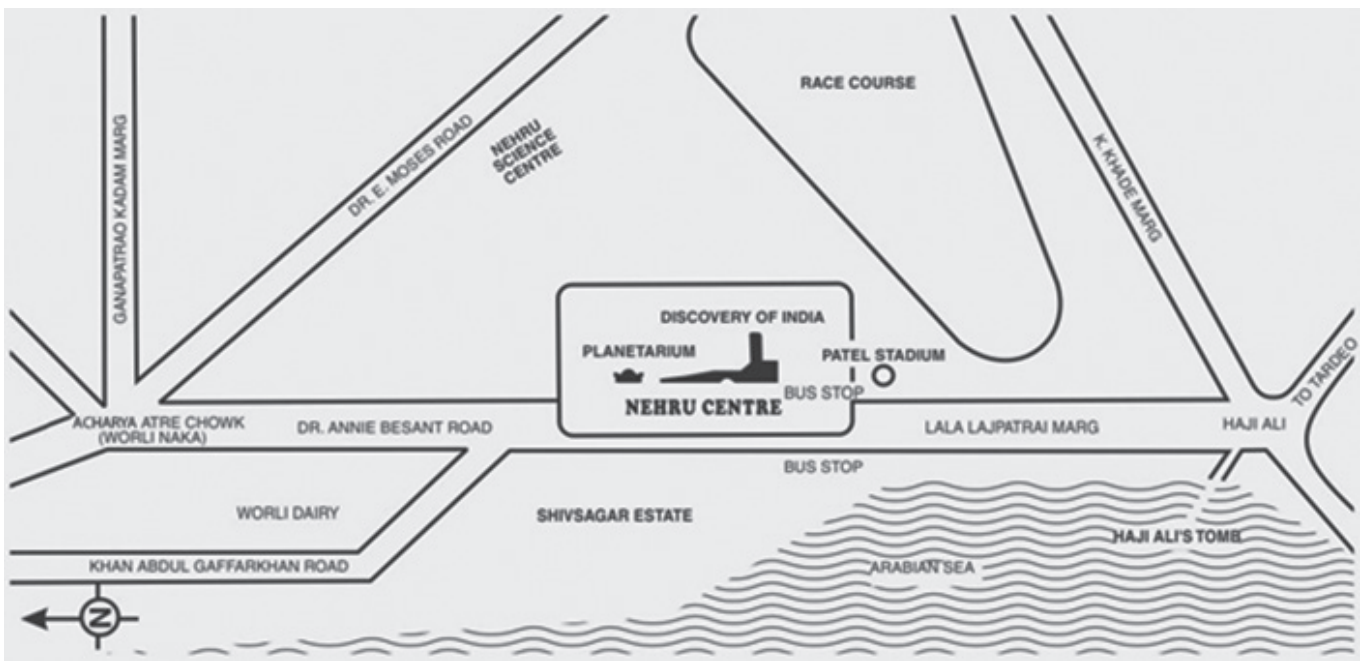 RACE COURSE
GANAPATRAO KADAM MARG
DR. E. MOSES ROAD
NEHRU
SCIENCE
CENTRE
K. KHADE MARG
DISCOVERY OF INDIA
PLANETARIUM
PATEL STADIUM
TO TARDEO
BUS STOP
NEHRU CENTRE
ACHARYA ATRE CHOWK
(WORLI NAKA)
DR. ANNIE BESANT ROAD
LALA LAJPATRAI MARG
HAJI ALI
BUS STOP
WORLI DAIRY
SHIVSAGAR ESTATE
HAJI ALI'S TOMB
KHAN ABDUL GAFFARKHAN ROAD
ARABIAN SEA
N